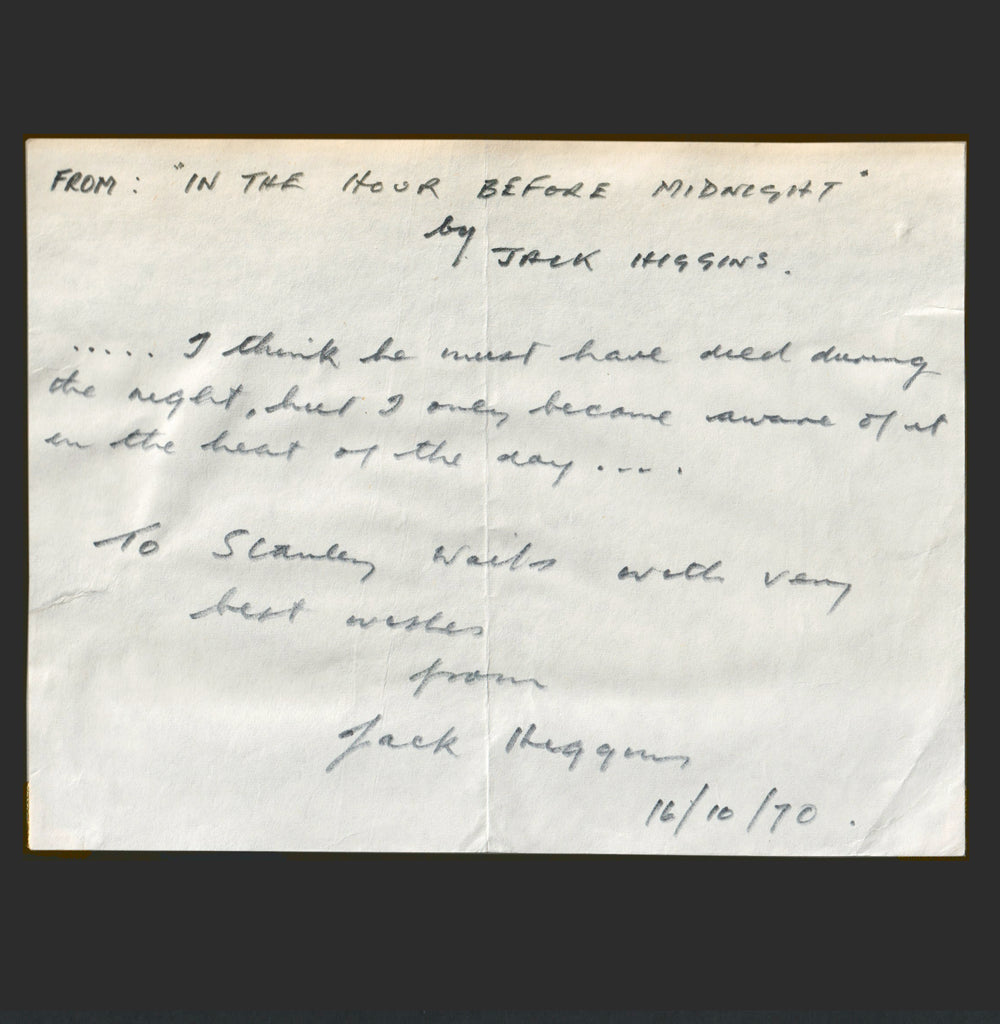 FROM : "IN THE HOUR BEFORE MIDNIGHT"
by
JACK HIGGINS.
..... I think he must have died during
the night, but I only became aware of it
in the heat of the day ....
To Stanley with very
best wishes
from
Jack Higgins
16/10/70.